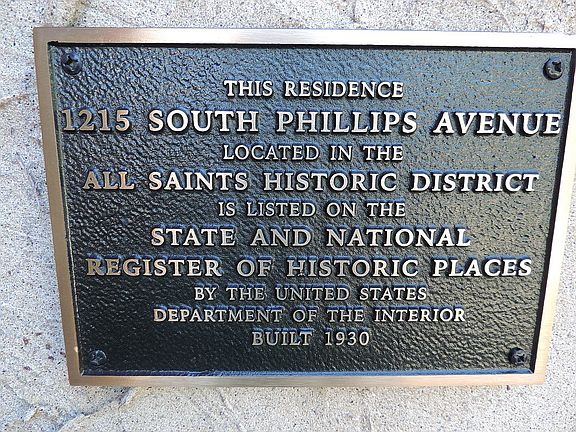 THIS RESIDENCE
1215 SOUTH PHILLIPS AVENUE
LOCATED IN THE
ALL SAINTS HISTORIC DISTRICT
IS LISTED ON THE
STATE AND NATIONAL
REGISTER OF HISTORIC PLACES
BY THE UNITED STATES
DEPARTMENT OF THE INTERIOR
BUILT 1930